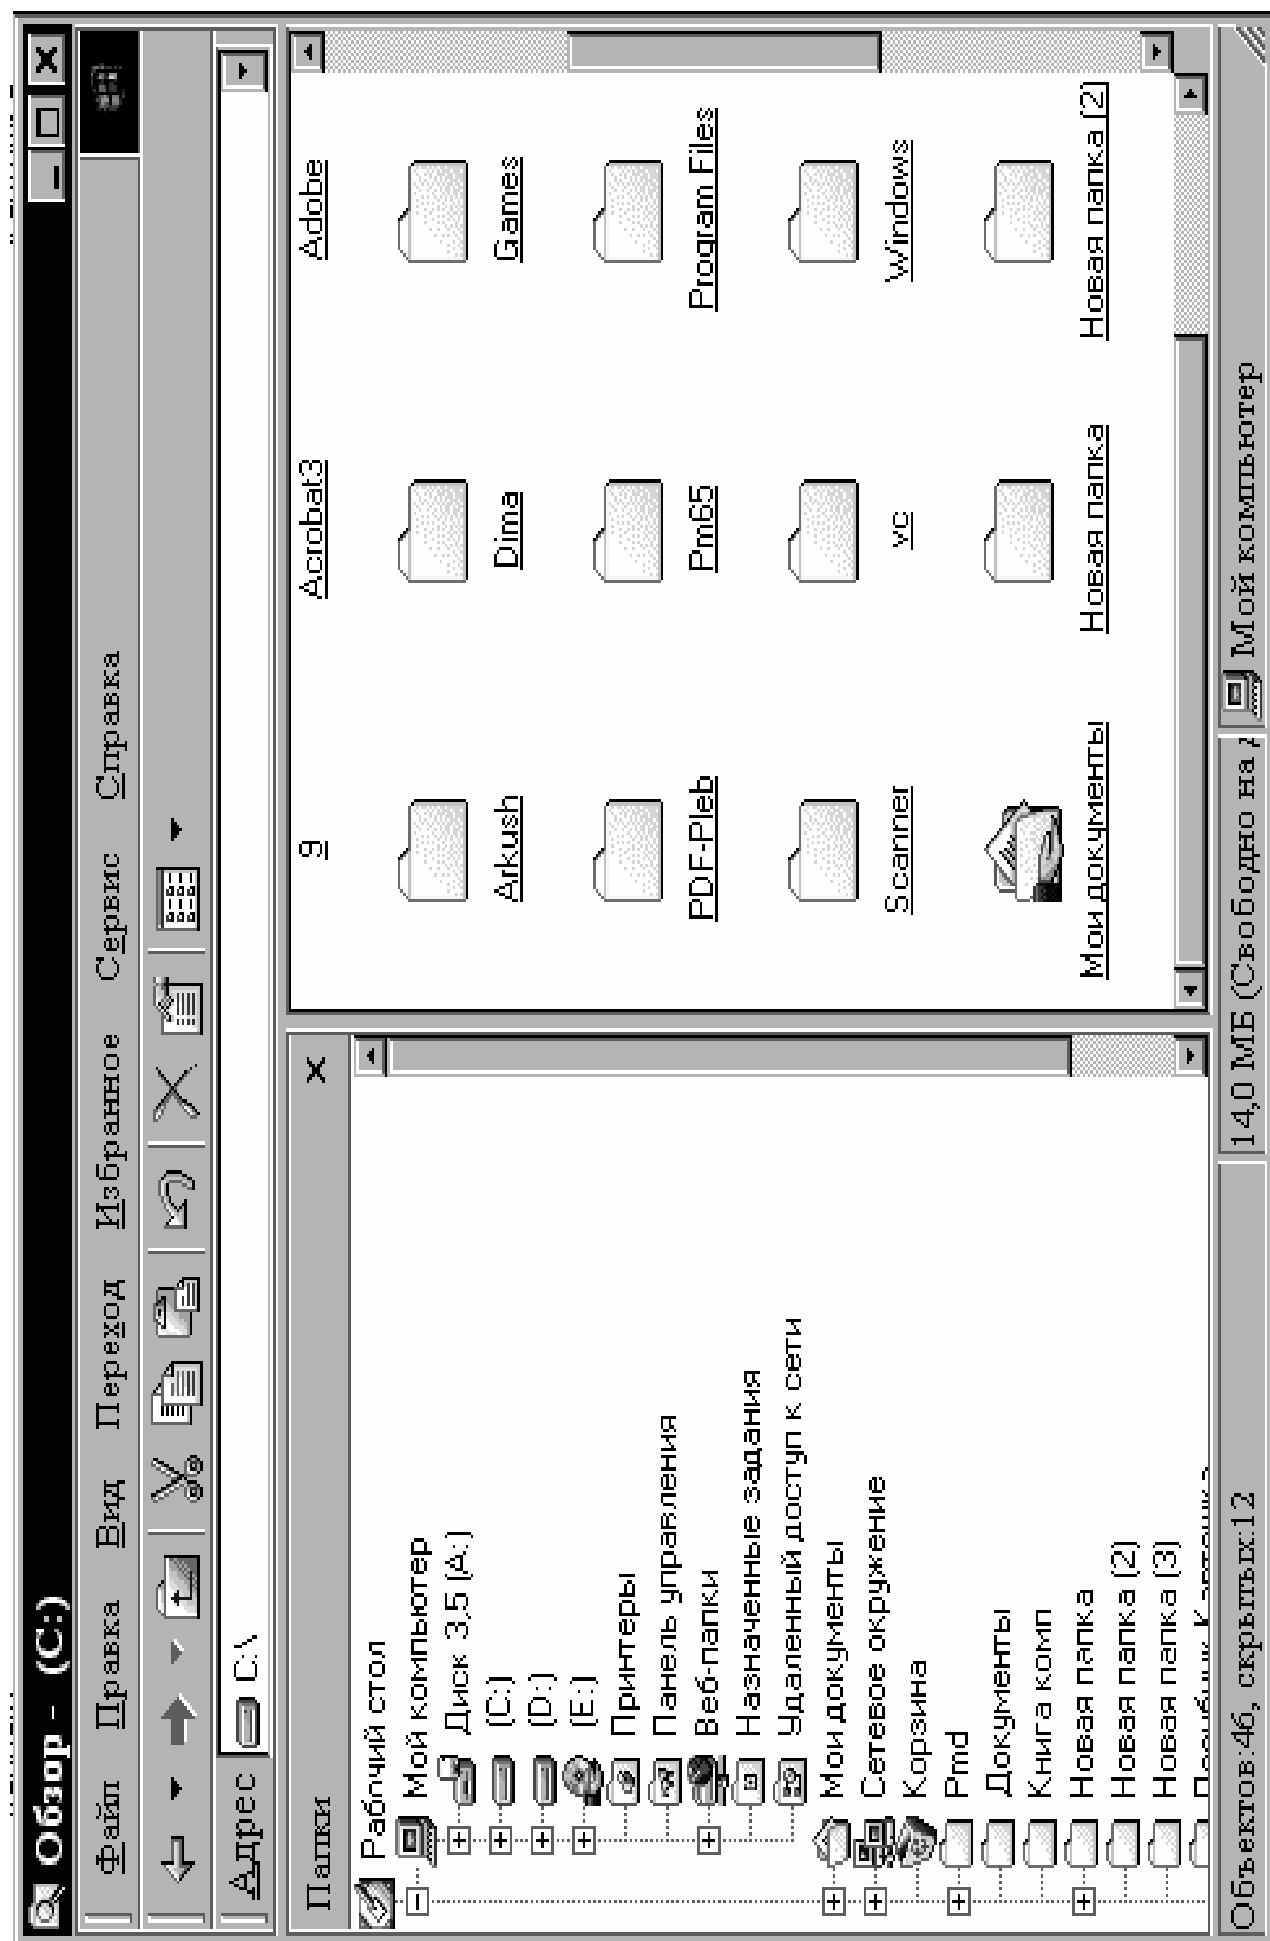 Обзор - (C:)
Файл Правка Вид Переход Избранное Сервис Справка
Адрес C:\
Папки
Рабочий стол
Мой компьютер
Диск 3,5 (A:)
(C:)
(D:)
(E:)
Принтеры
Панель управления
Веб-папки
Назначенные задания
Удаленный доступ к сети
Мои документы
Сетевое окружение
Корзина
Pmd
Документы
Книга комп
Новая папка
Новая папка (2)
Новая папка (3)
9 Acrobat3 Adobe
Arkush Dima Games
PDF-Pleb Pm65 Program Files
Scanner vc Windows
Мои документы Новая папка Новая папка (2)
Объектов:46, скрытых:12 14,0 МБ (Свободно на Мой компьютер